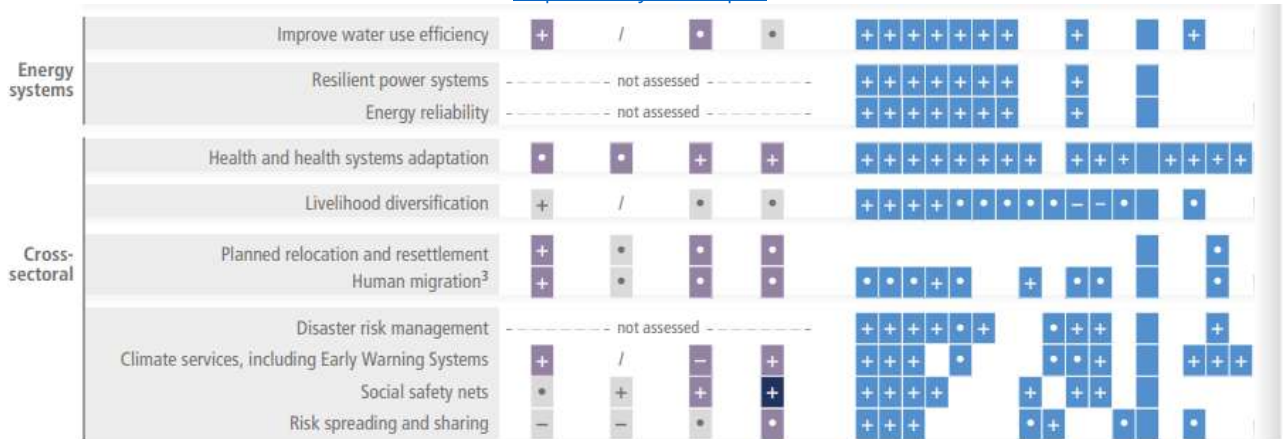 Improve water use efficiency + / • • + + + + + + + + +
Energy systems
Resilient power systems - - - not assessed - - - + + + + + + + +
Energy reliability - - - not assessed - - - + + + + + + + +
Health and health systems adaptation • • + + + + + + + + + + + + + + + + +
Livelihood diversification + / • • + + + + • • • • • – – • •
Cross-sectoral
Planned relocation and resettlement + • • • •
Human migration³ + • • • • • • + • + • • •
Disaster risk management - - - not assessed - - - + + + + • + • + + +
Climate services, including Early Warning Systems + / – + + + + • • • + + + +
Social safety nets • + + + + + + + + + +
Risk spreading and sharing – – • • + + + • + • •